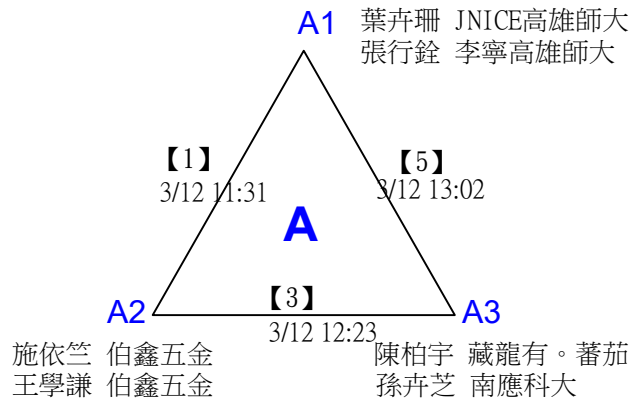 A1
葉卉珊 JNICE高雄師大
張行銓 李寧高雄師大
【1】
3/12 11:31
【5】
3/12 13:02
A
A2
【3】
3/12 12:23
A3
施依竺 伯鑫五金
王學謙 伯鑫五金
陳柏宇 藏龍有。蕃茄
孫卉芝 南應科大